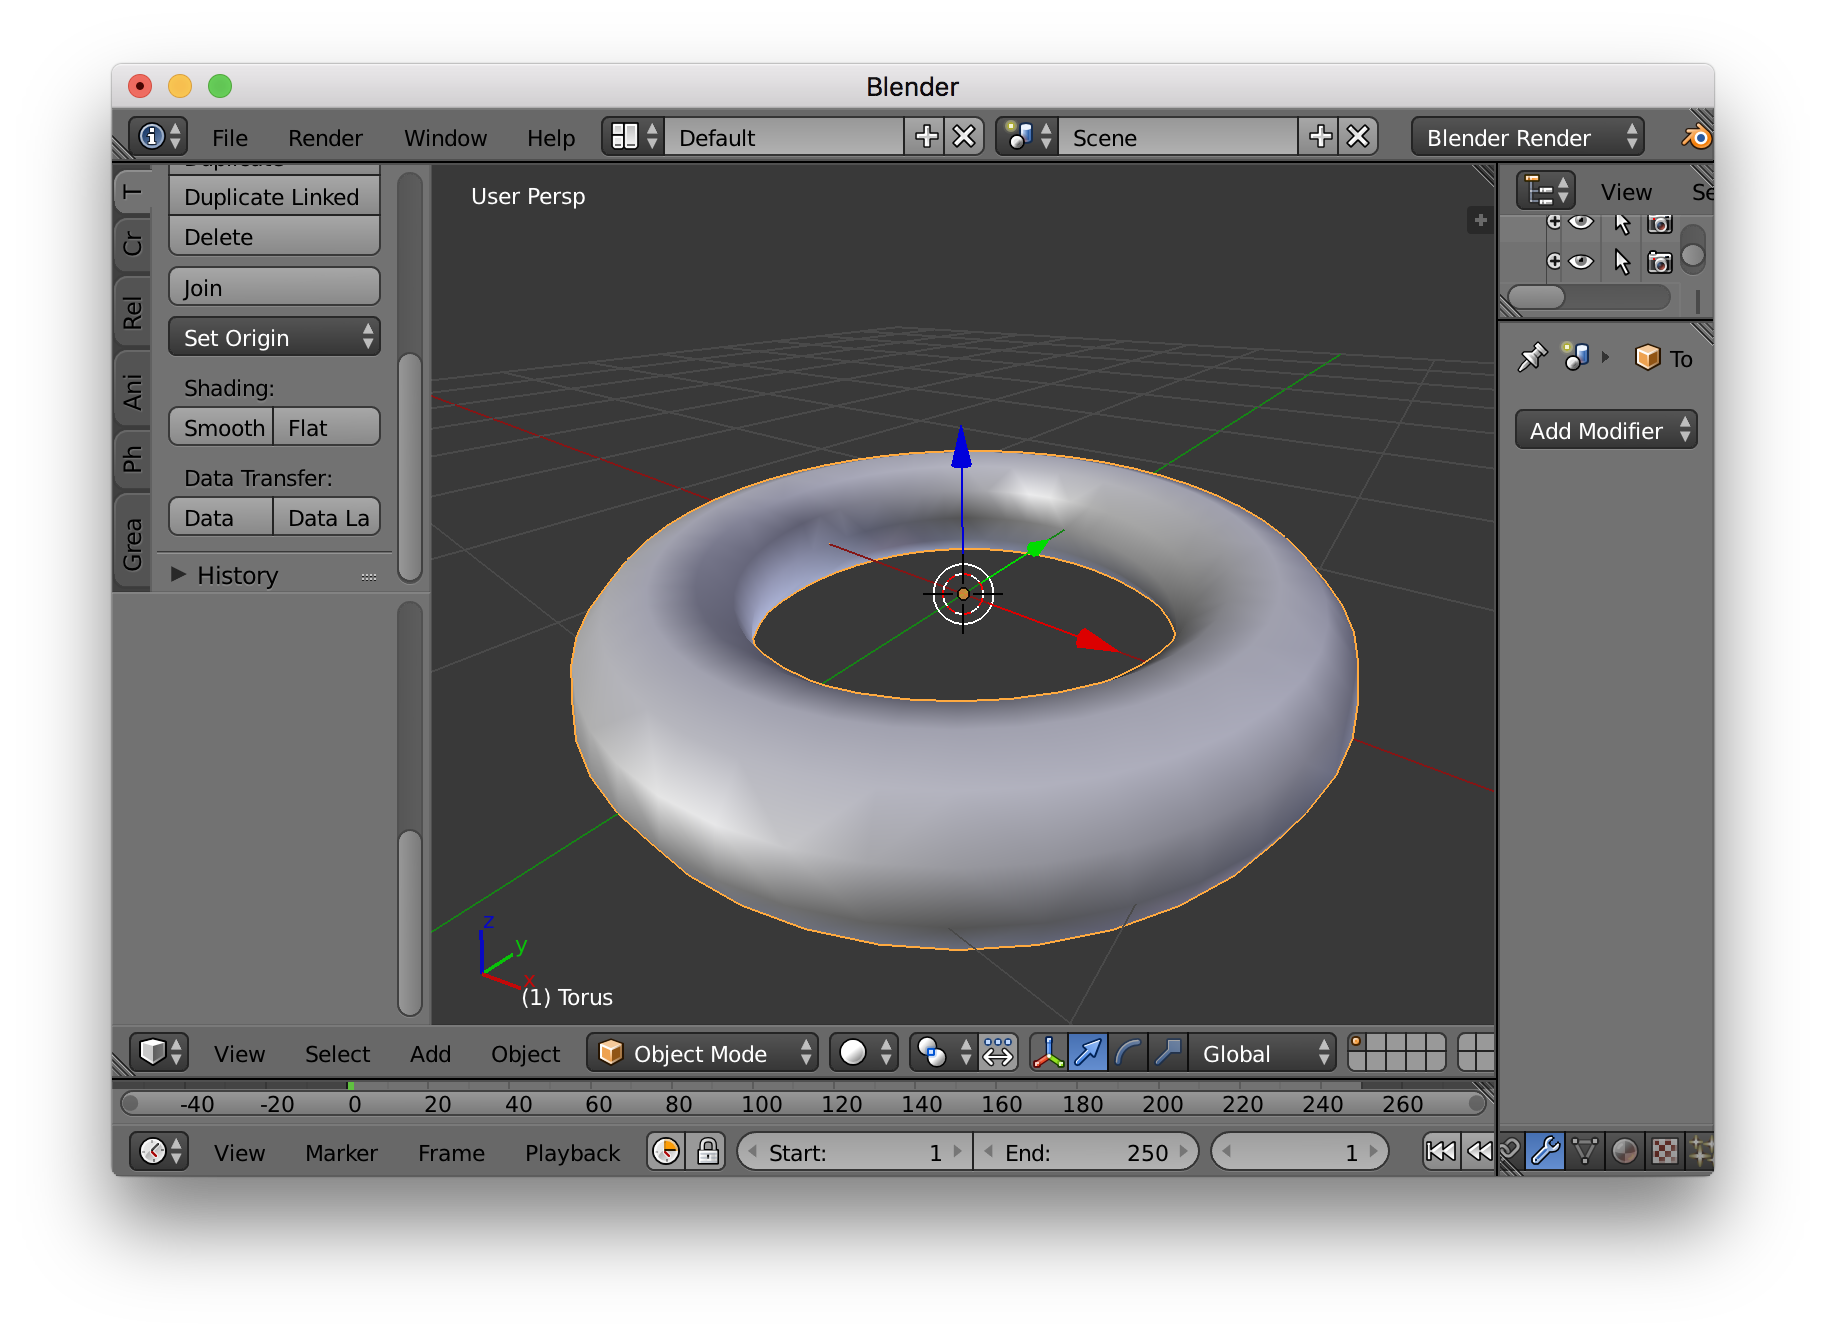 Blender
File Render Window Help Default Scene Blender Render
T
Cr
Rel
Ani
Ph
Grea
Duplicate
Duplicate Linked
Delete
Join
Set Origin
Shading:
Smooth Flat
Data Transfer:
Data Data La
History
User Persp
z
y
x
(1) Torus
View Se
To
Add Modifier
View Select Add Object Object Mode Global
-40 -20 0 20 40 60 80 100 120 140 160 180 200 220 240 260
View Marker Frame Playback Start: 1 End: 250 1